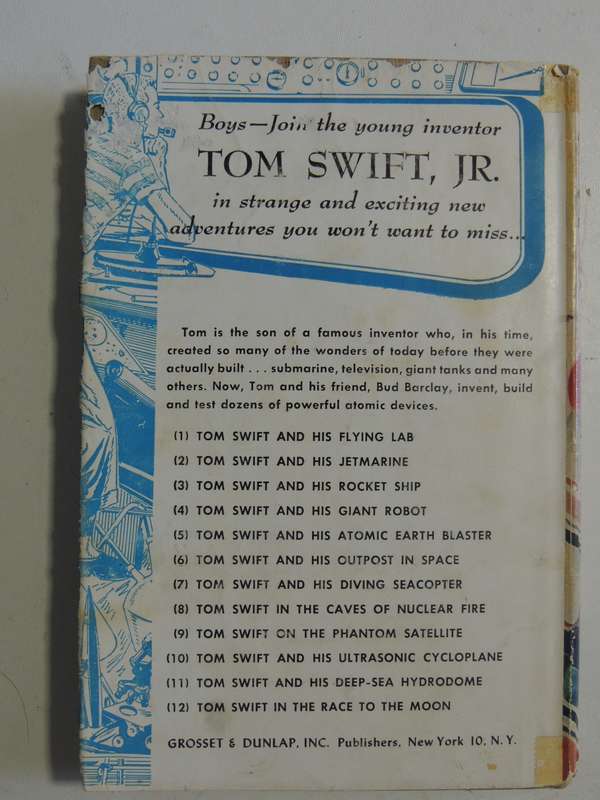 Boys—Join the young inventor
TOM SWIFT, JR.
in strange and exciting new
adventures you won't want to miss...
Tom is the son of a famous inventor who, in his time,
created so many of the wonders of today before they were
actually built . . . submarine, television, giant tanks and many
others. Now, Tom and his friend, Bud Barclay, invent, build
and test dozens of powerful atomic devices.
(1) TOM SWIFT AND HIS FLYING LAB
(2) TOM SWIFT AND HIS JETMARINE
(3) TOM SWIFT AND HIS ROCKET SHIP
(4) TOM SWIFT AND HIS GIANT ROBOT
(5) TOM SWIFT AND HIS ATOMIC EARTH BLASTER
(6) TOM SWIFT AND HIS OUTPOST IN SPACE
(7) TOM SWIFT AND HIS DIVING SEACOPTER
(8) TOM SWIFT IN THE CAVES OF NUCLEAR FIRE
(9) TOM SWIFT ON THE PHANTOM SATELLITE
(10) TOM SWIFT AND HIS ULTRASONIC CYCLOPLANE
(11) TOM SWIFT AND HIS DEEP-SEA HYDRODOME
(12) TOM SWIFT IN THE RACE TO THE MOON
GROSSET & DUNLAP, INC. Publishers, New York 10, N. Y.